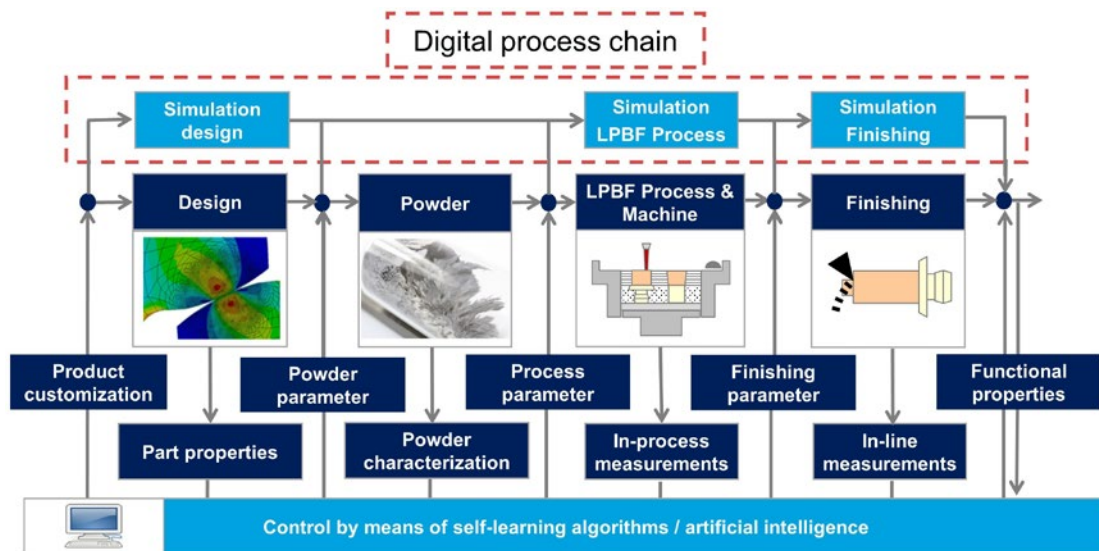 Digital process chain
Simulation
design
Simulation
LPBF Process
Simulation
Finishing
Design
Powder
LPBF Process &
Machine
Finishing
Product
customization
Powder
parameter
Process
parameter
Finishing
parameter
Functional
properties
Part properties
Powder
characterization
In-process
measurements
In-line
measurements
Control by means of self-learning algorithms / artificial intelligence